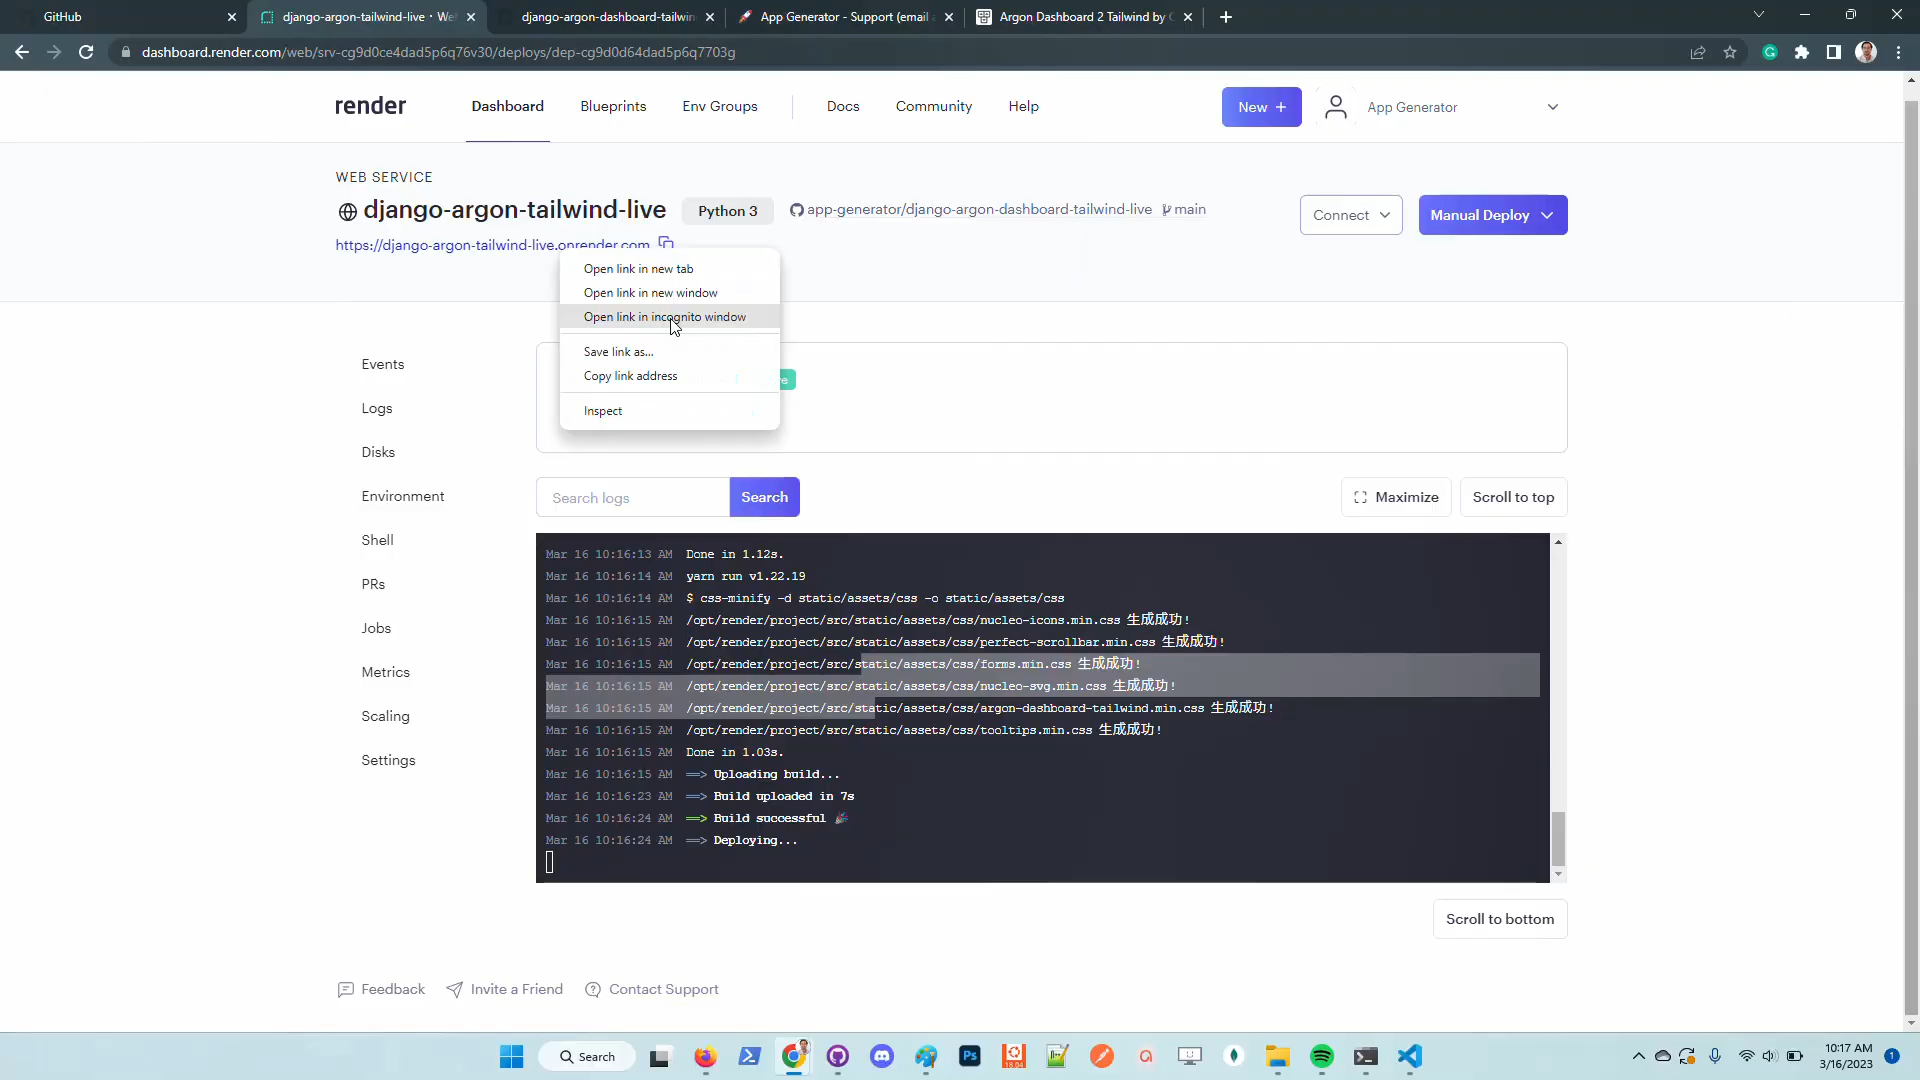 GitHub
django-argon-tailwind-live · We
django-argon-dashboard-tailwin
App Generator - Support (email
Argon Dashboard 2 Tailwind by
dashboard.render.com/web/srv-cg9d0ce4dad5p6q76v30/deploys/dep-cg9d0d64dad5p6q7703g
render
Dashboard
Blueprints
Env Groups
Docs
Community
Help
New +
App Generator
WEB SERVICE
django-argon-tailwind-live
Python 3
app-generator/django-argon-dashboard-tailwind-live
main
Connect
Manual Deploy
https://django-argon-tailwind-live.onrender.com
Open link in new tab
Open link in new window
Open link in incognito window
Save link as...
Copy link address
Inspect
Events
Logs
Disks
Environment
Shell
PRs
Jobs
Metrics
Scaling
Settings
Search logs
Search
Maximize
Scroll to top
Mar 16 10:16:13 AM Done in 1.12s.
Mar 16 10:16:14 AM yarn run v1.22.19
Mar 16 10:16:14 AM $ css-minify -d static/assets/css -o static/assets/css
Mar 16 10:16:15 AM /opt/render/project/src/static/assets/css/nucleo-icons.min.css 生成成功!
Mar 16 10:16:15 AM /opt/render/project/src/static/assets/css/perfect-scrollbar.min.css 生成成功!
Mar 16 10:16:15 AM /opt/render/project/src/static/assets/css/forms.min.css 生成成功!
Mar 16 10:16:15 AM /opt/render/project/src/static/assets/css/nucleo-svg.min.css 生成成功!
Mar 16 10:16:15 AM /opt/render/project/src/static/assets/css/argon-dashboard-tailwind.min.css 生成成功!
Mar 16 10:16:15 AM /opt/render/project/src/static/assets/css/tooltips.min.css 生成成功!
Mar 16 10:16:15 AM Done in 1.03s.
Mar 16 10:16:15 AM ==> Uploading build...
Mar 16 10:16:23 AM ==> Build uploaded in 7s
Mar 16 10:16:24 AM ==> Build successful 🎉
Mar 16 10:16:24 AM ==> Deploying...
Scroll to bottom
Feedback
Invite a Friend
Contact Support
Search
Ps
18.04
10:17 AM
3/16/2023
1